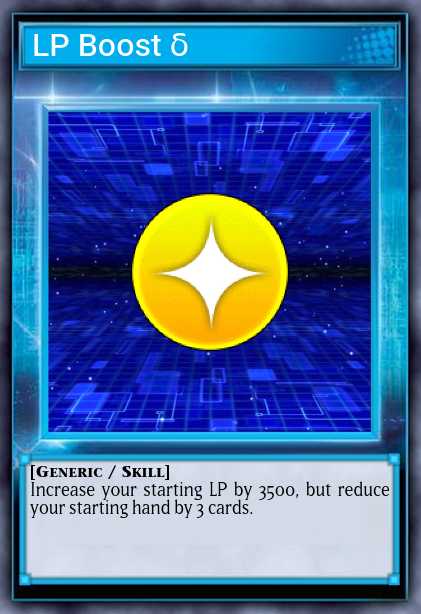 LP Boost δ
[Generic / Skill]
Increase your starting LP by 3500, but reduce
your starting hand by 3 cards.